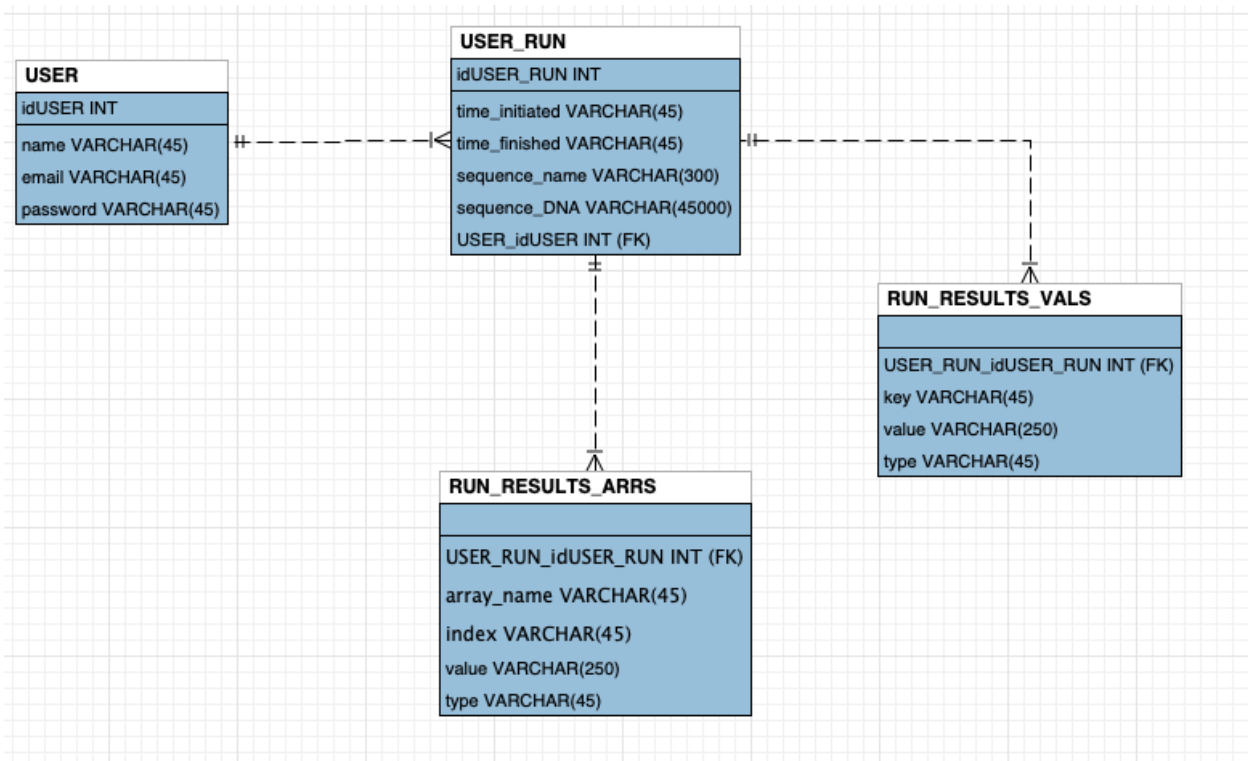 USER
idUSER INT
name VARCHAR(45)
email VARCHAR(45)
password VARCHAR(45)
USER_RUN
idUSER_RUN INT
time_initiated VARCHAR(45)
time_finished VARCHAR(45)
sequence_name VARCHAR(300)
sequence_DNA VARCHAR(45000)
USER_idUSER INT (FK)
RUN_RESULTS_VALS
USER_RUN_idUSER_RUN INT (FK)
key VARCHAR(45)
value VARCHAR(250)
type VARCHAR(45)
RUN_RESULTS_ARRS
USER_RUN_idUSER_RUN INT (FK)
array_name VARCHAR(45)
index VARCHAR(45)
value VARCHAR(250)
type VARCHAR(45)